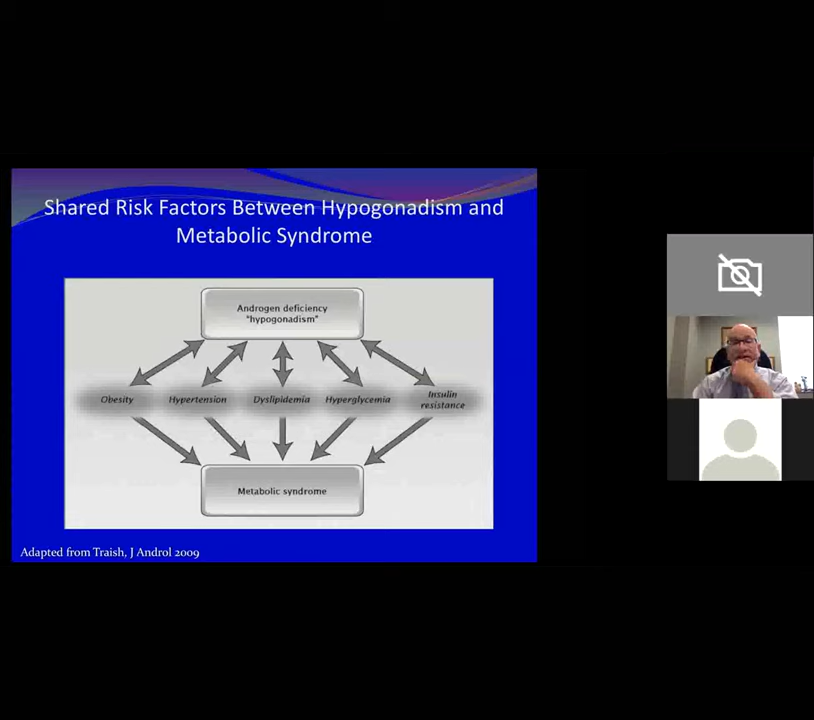 Shared Risk Factors Between Hypogonadism and
Metabolic Syndrome
Androgen deficiency
"hypogonadism"
Obesity Hypertension Dyslipidemia Hyperglycemia Insulin
resistance
Metabolic syndrome
Adapted from Traish, J Androl 2009